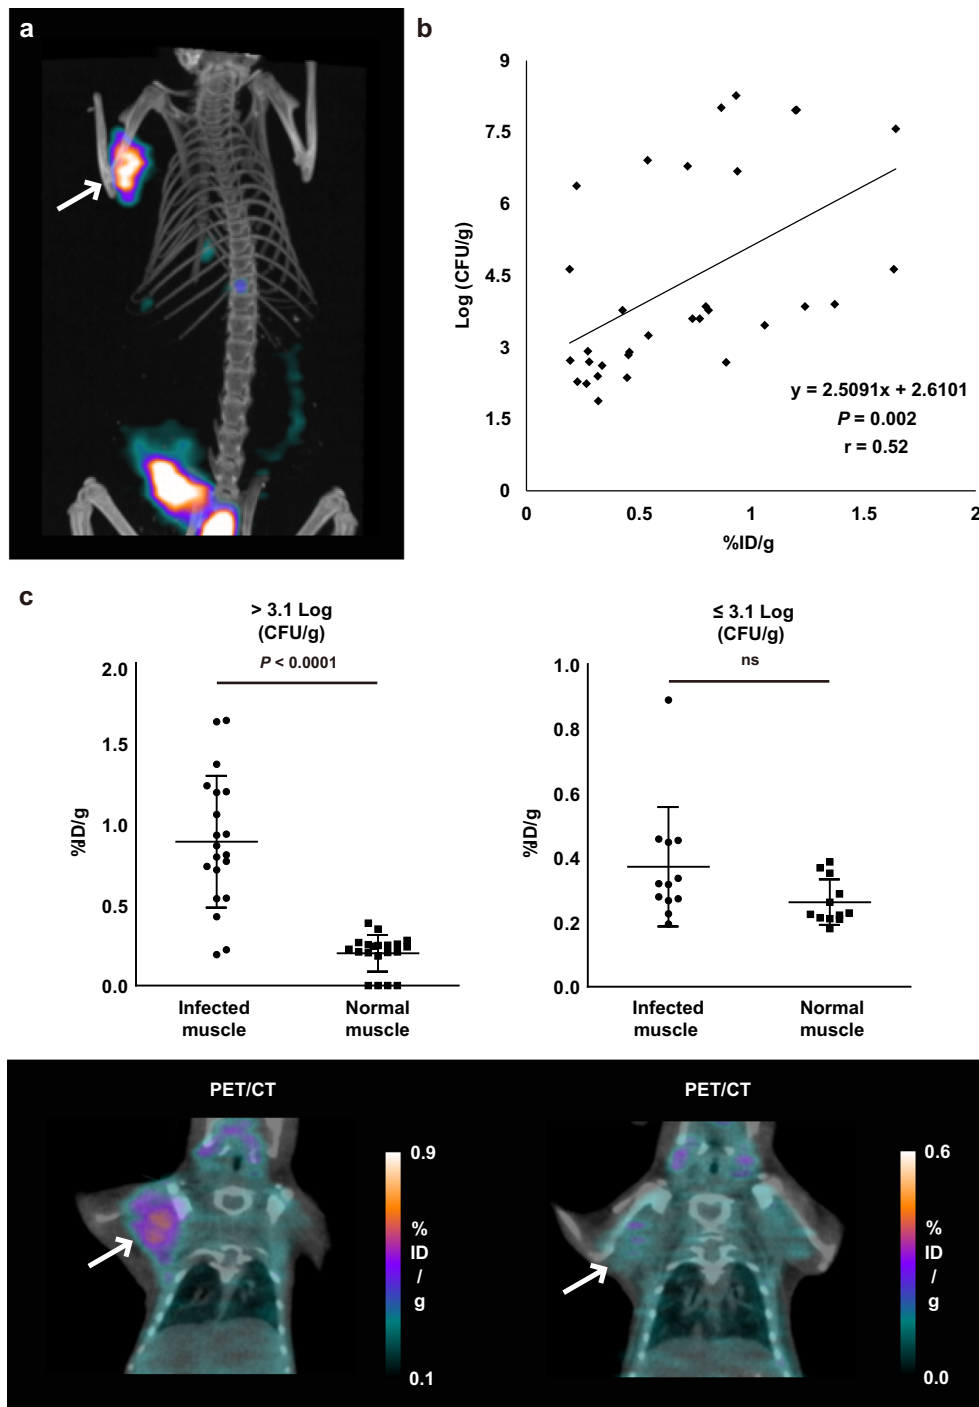 a
b
9
7.5
6
4.5
3
1.5
0
Log (CFU/g)
y = 2.5091x + 2.6101
P = 0.002
r = 0.52
0
0.5
1
1.5
2
%ID/g
c
> 3.1 Log
(CFU/g)
P < 0.0001
2.0
1.5
1.0
0.5
0.0
%ID/g
Infected
muscle
Normal
muscle
≤ 3.1 Log
(CFU/g)
ns
1.0
0.8
0.6
0.4
0.2
0.0
%ID/g
Infected
muscle
Normal
muscle
PET/CT
0.9
%
ID
/
g
0.1
PET/CT
0.6
%
ID
/
g
0.0